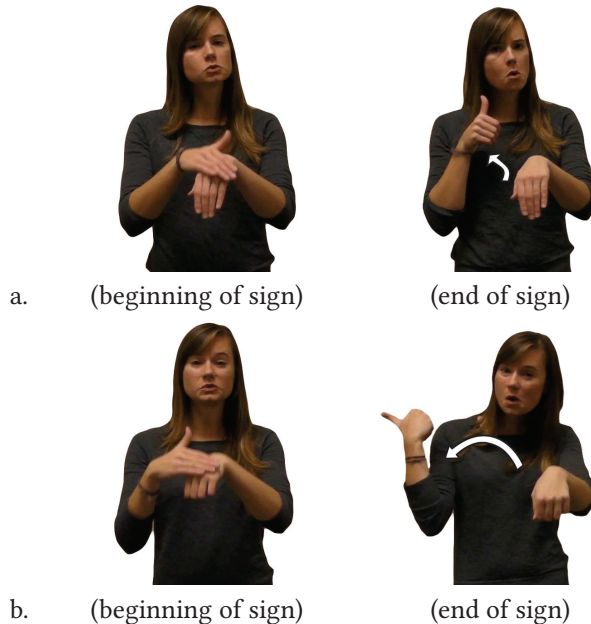 a. (beginning of sign) (end of sign)
b. (beginning of sign) (end of sign)